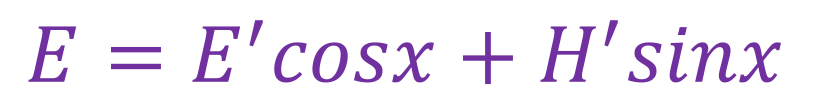 E = E′cosx + H′sinx